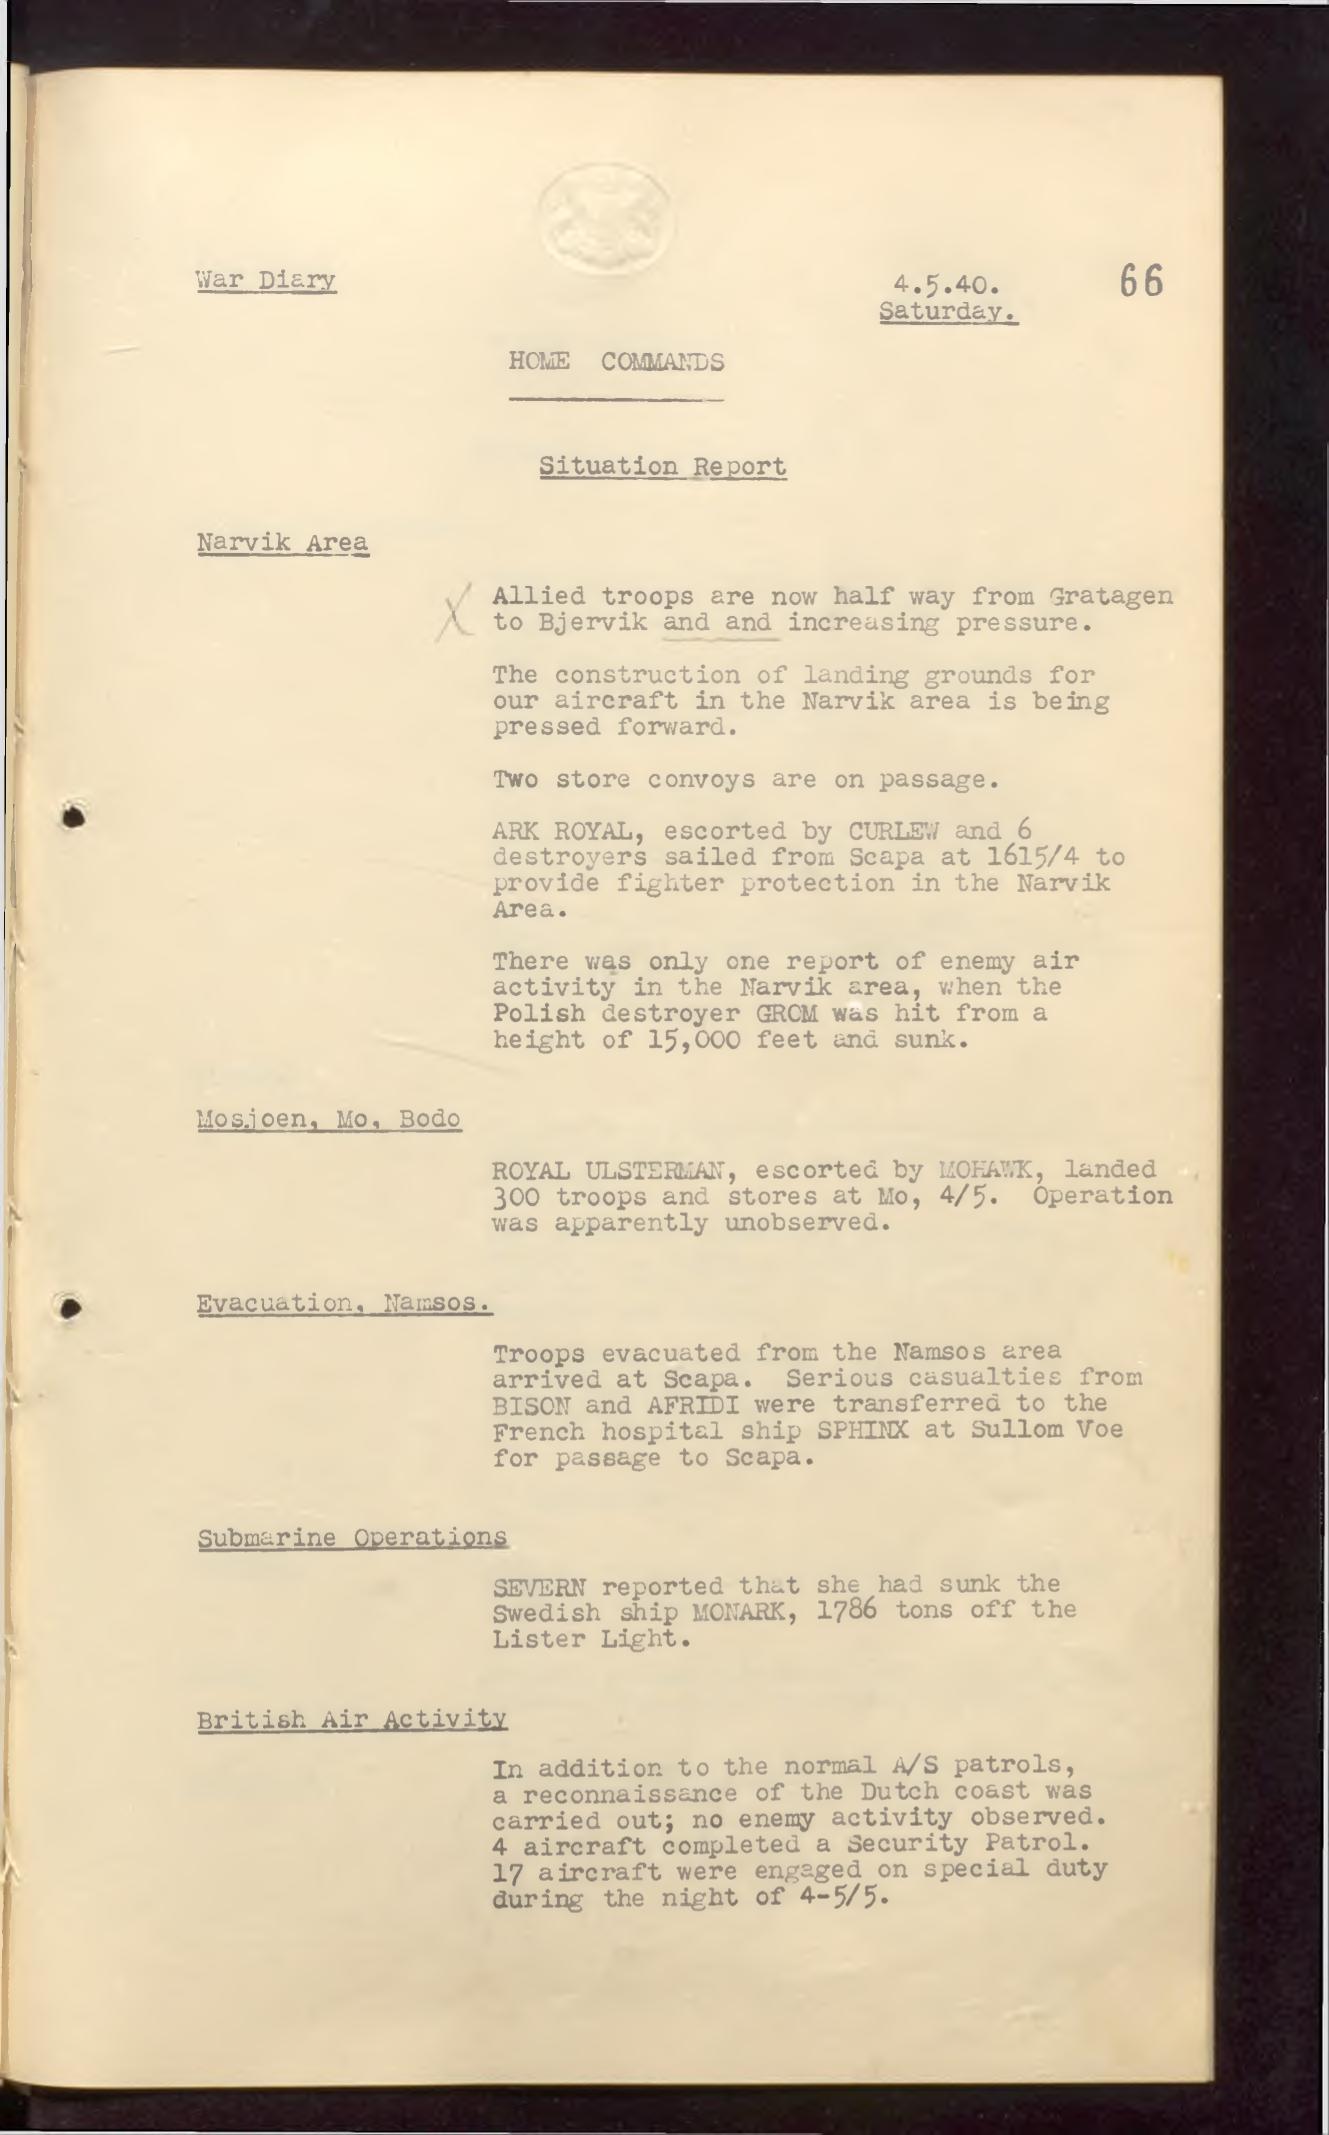 War Diary
4.5.40.
66
Saturday.
HOME COMMANDS
Situation Report
Narvik Area
X Allied troops are now half way from Gratagen
to Bjervik and and increasing pressure.
The construction of landing grounds for
our aircraft in the Narvik area is being
pressed forward.
Two store convoys are on passage.
ARK ROYAL, escorted by CURLEW and 6
destroyers sailed from Scapa at 1615/4 to
provide fighter protection in the Narvik
Area.
There was only one report of enemy air
activity in the Narvik area, when the
Polish destroyer GROM was hit from a
height of 15,000 feet and sunk.
Mosjoen, Mo, Bodo
ROYAL ULSTERMAN, escorted by MOHAWK, landed
300 troops and stores at Mo, 4/5. Operation
was apparently unobserved.
Evacuation, Namsos.
Troops evacuated from the Namsos area
arrived at Scapa. Serious casualties from
BISON and AFRIDI were transferred to the
French hospital ship SPHINX at Sullom Voe
for passage to Scapa.
Submarine Operations
SEVERN reported that she had sunk the
Swedish ship MONARK, 1786 tons off the
Lister Light.
British Air Activity
In addition to the normal A/S patrols,
a reconnaissance of the Dutch coast was
carried out; no enemy activity observed.
4 aircraft completed a Security Patrol.
17 aircraft were engaged on special duty
during the night of 4-5/5.